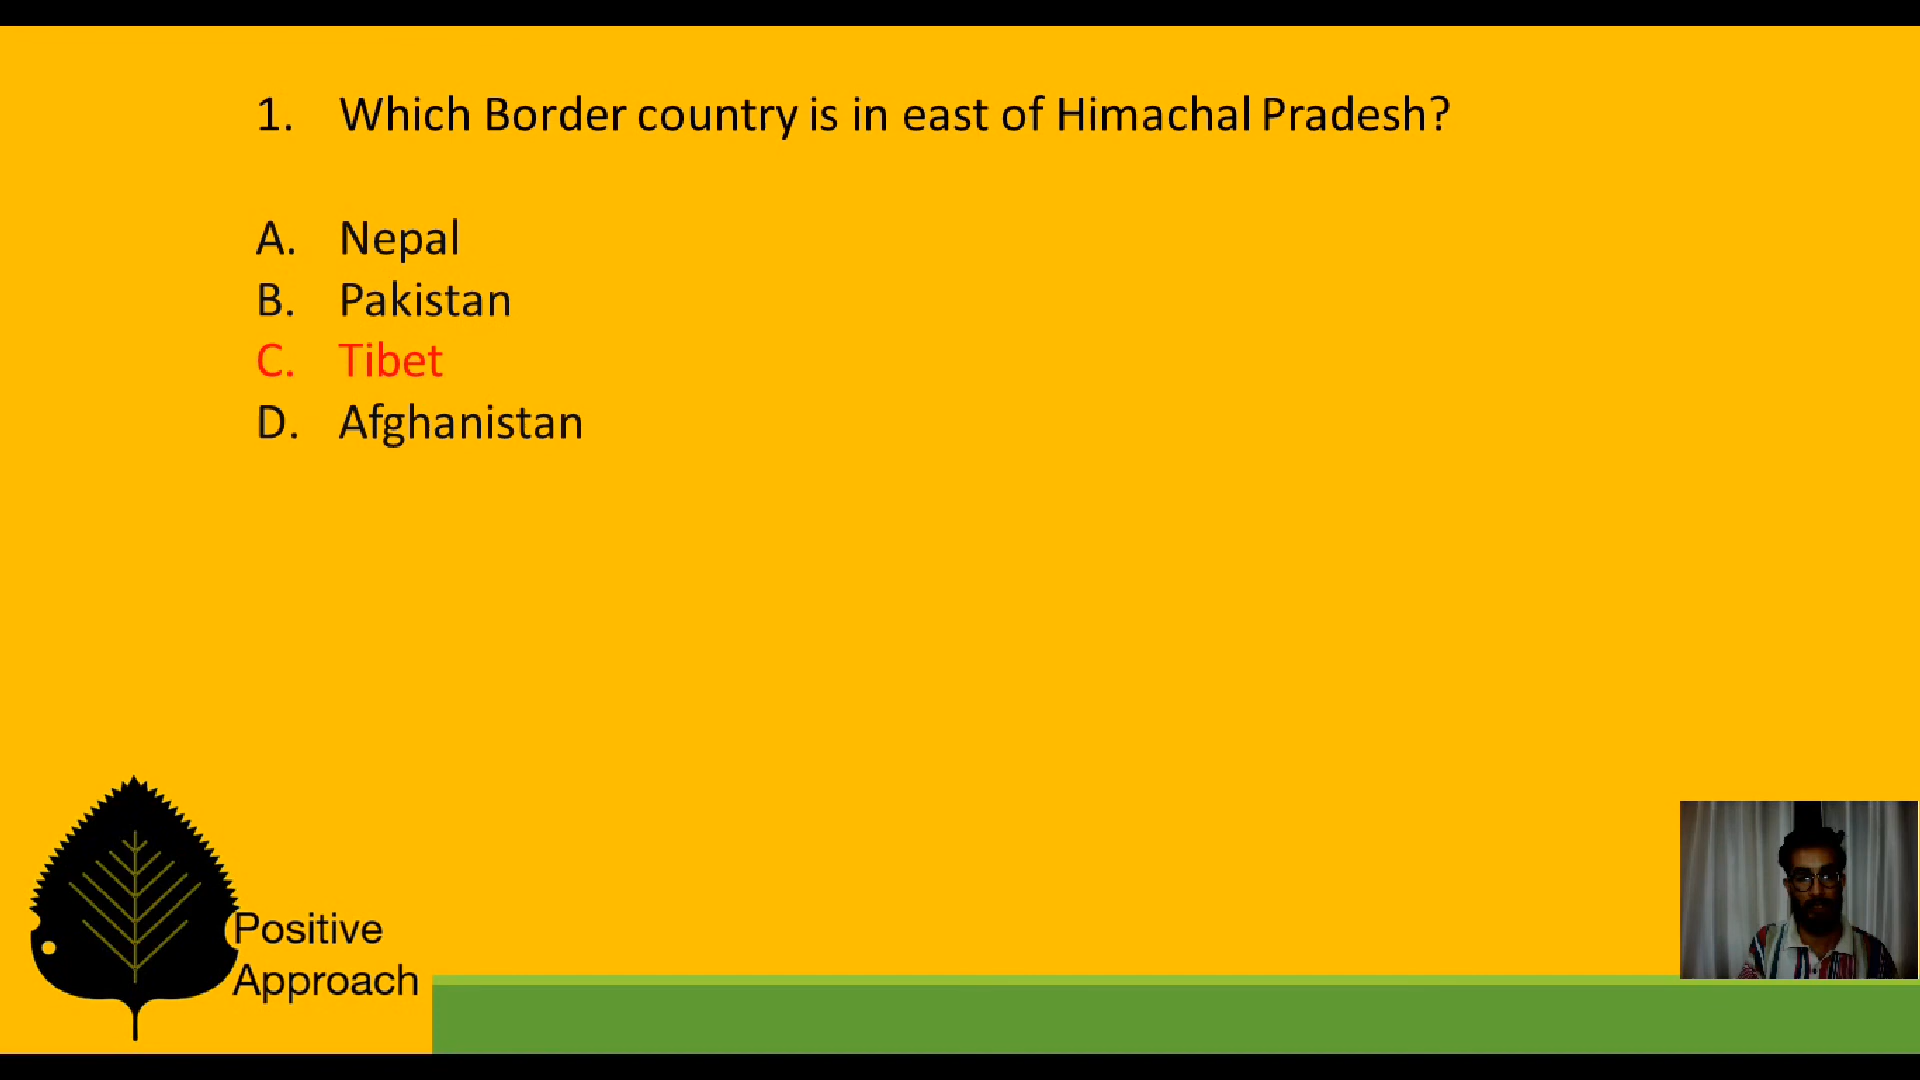 1. Which Border country is in east of Himachal Pradesh?
A. Nepal
B. Pakistan
C. Tibet
D. Afghanistan
Positive
Approach